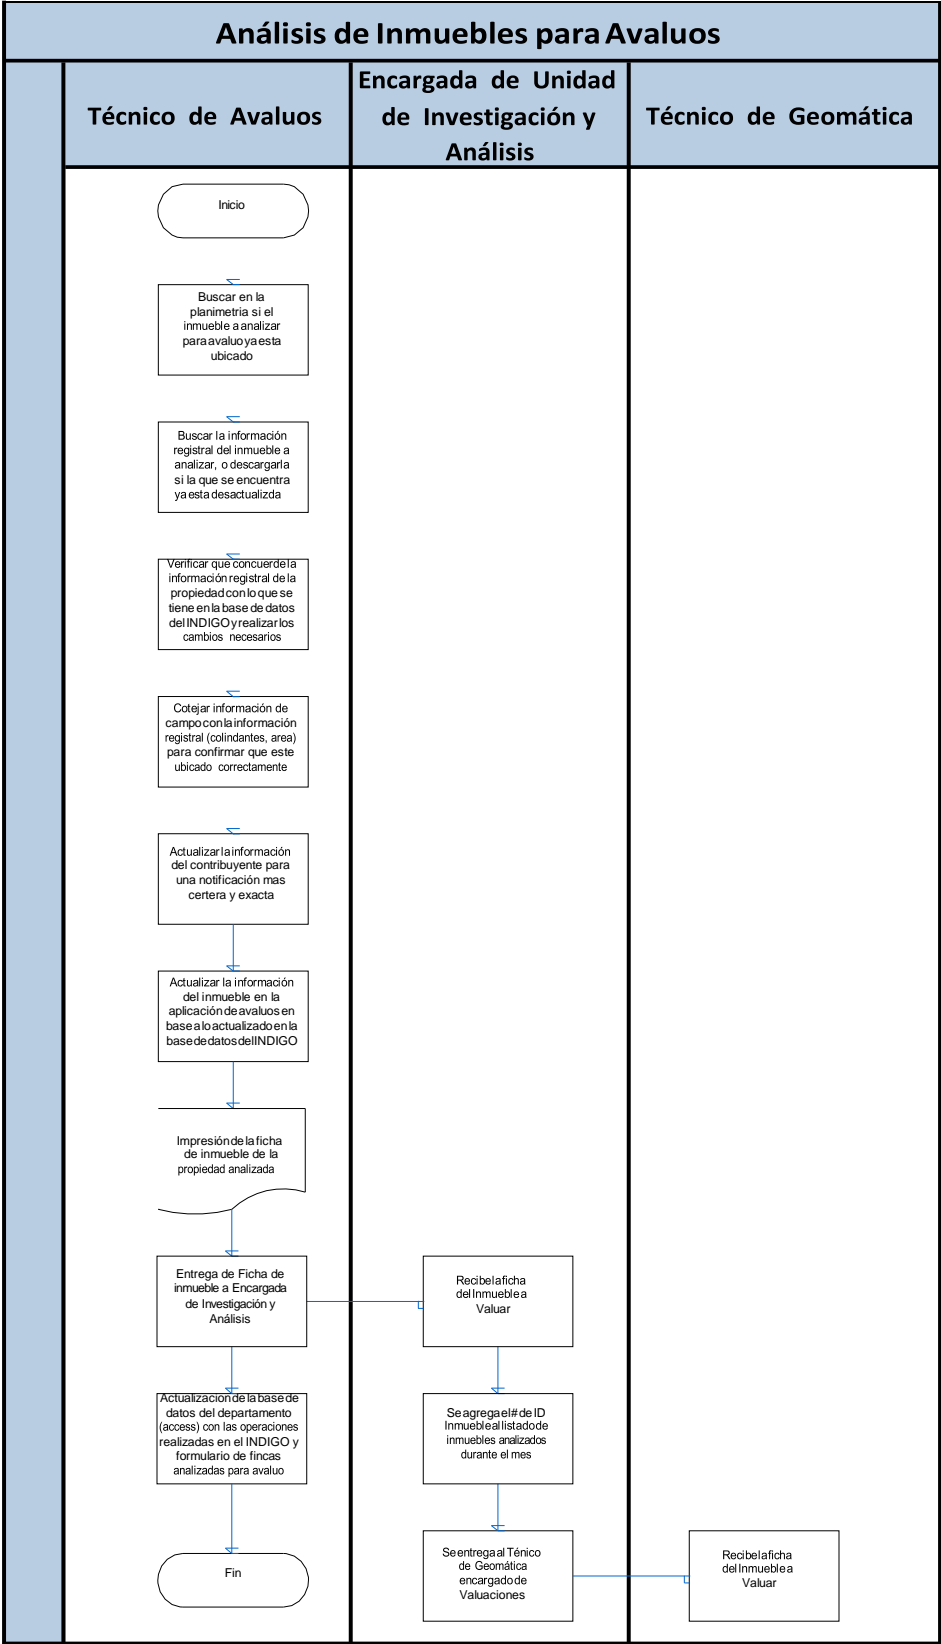 Análisis de Inmuebles para Avaluos
Técnico de Avaluos
Encargada de Unidad
de Investigación y
Análisis
Técnico de Geomática
Inicio
Buscar en la
planimetria si el
inmueble a analizar
para avaluo ya esta
ubicado
Buscar la información
registral del inmueble a
analizar, o descargarla
si la que se encuentra
ya esta desactualizda
Verificar que concuerde la
información registral de la
propiedad con lo que se
tiene en la base de datos
del INDIGO y realizar los
cambios necesarios
Cotejar información de
campo con la información
registral (colindantes, area)
para confirmar que este
ubicado correctamente
Actualizar la información
del contribuyente para
una notificación mas
certera y exacta
Actualizar la información
del inmueble en la
aplicación de avaluos en
base a lo actualizado en la
base de datos del INDIGO
Impresión de la ficha
de inmueble de la
propiedad analizada
Entrega de Ficha de
inmueble a Encargada
de Investigación y
Análisis
Recibe la ficha
del Inmueble a
Valuar
Actualización de la base de
datos del departamento
(access) con las operaciones
realizadas en el INDIGO y
formulario de fincas
analizadas para avaluo
Se agrega el # de ID
Inmueble al listado de
inmuebles analizados
durante el mes
Fin
Se entrega al Ténico
de Geomática
encargado de
Valuaciones
Recibe la ficha
del Inmueble a
Valuar